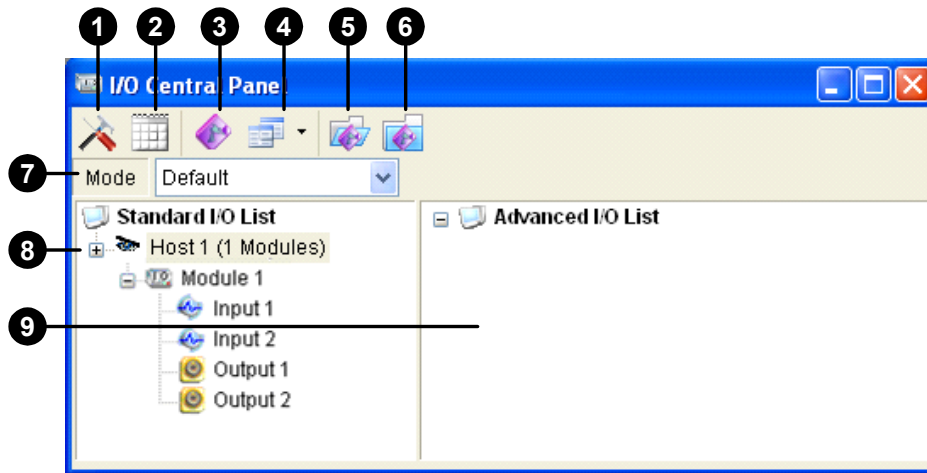 1 2 3 4 5 6
I/O Central Panel
7 Mode Default
Standard I/O List
Advanced I/O List
8 Host 1 (1 Modules)
Module 1
Input 1
9 Input 2
Output 1
Output 2